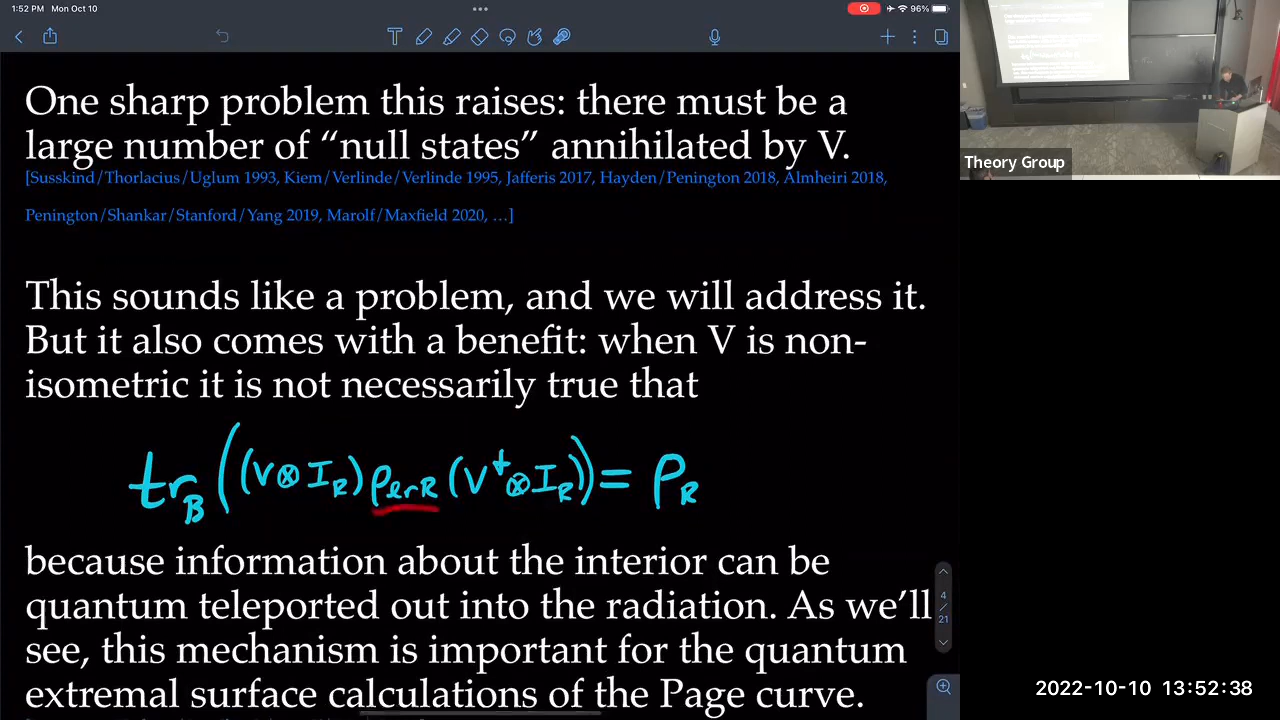 1:52 PM Mon Oct 10
96%
One sharp problem this raises: there must be a
large number of “null states” annihilated by V.
[Susskind/Thorlacius/Uglum 1993, Kiem/Verlinde/Verlinde 1995, Jafferis 2017, Hayden/Penington 2018, Almheiri 2018,
Penington/Shankar/Stanford/Yang 2019, Marolf/Maxfield 2020, …]
This sounds like a problem, and we will address it.
But it also comes with a benefit: when V is non-
isometric it is not necessarily true that
tr_B((V⊗I_R)ρ_{ℓrR}(V†⊗I_R)) = ρ_R
because information about the interior can be
quantum teleported out into the radiation. As we’ll
see, this mechanism is important for the quantum
extremal surface calculations of the Page curve.
4
/
21
Theory Group
2022-10-10 13:52:38